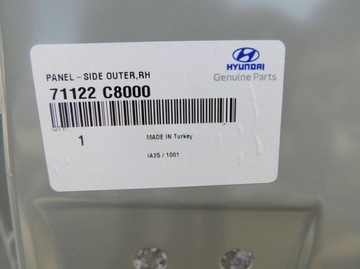 PANEL - SIDE OUTER,RH
71122 C8000
HYUNDAI
Genuine Parts
1
MADE IN Turkey
IA25 / 1001